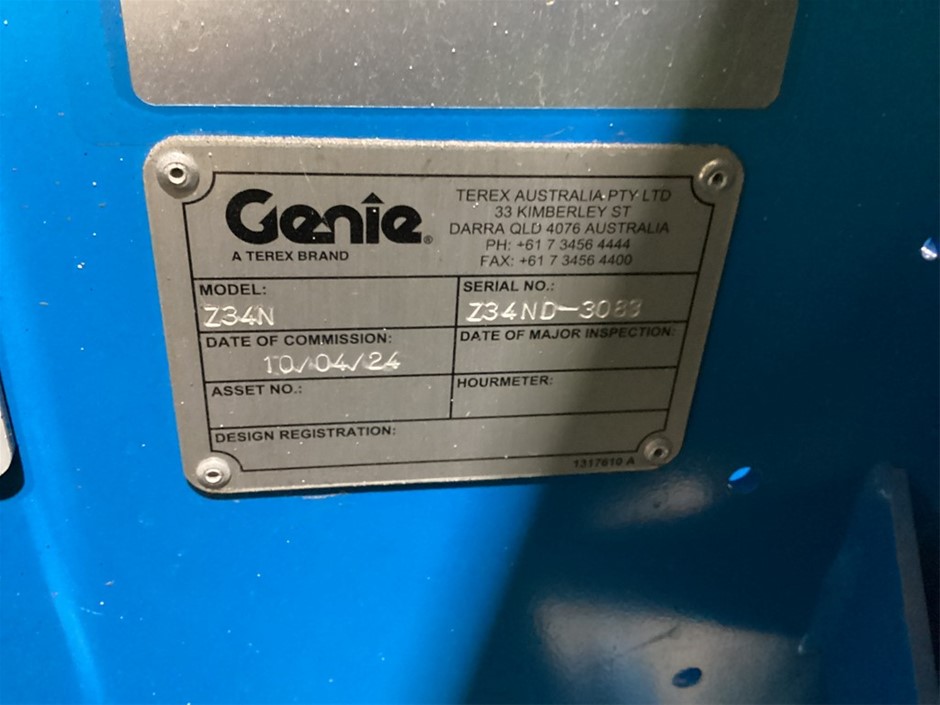 Genie®
A TEREX BRAND
TEREX AUSTRALIA PTY LTD
33 KIMBERLEY ST
DARRA QLD 4076 AUSTRALIA
PH: +61 7 3456 4444
FAX: +61 7 3456 4400
MODEL:
Z34N
SERIAL NO.:
Z34ND-3083
DATE OF COMMISSION:
10/04/24
DATE OF MAJOR INSPECTION:
ASSET NO.:
HOURMETER:
DESIGN REGISTRATION:
1317610 A